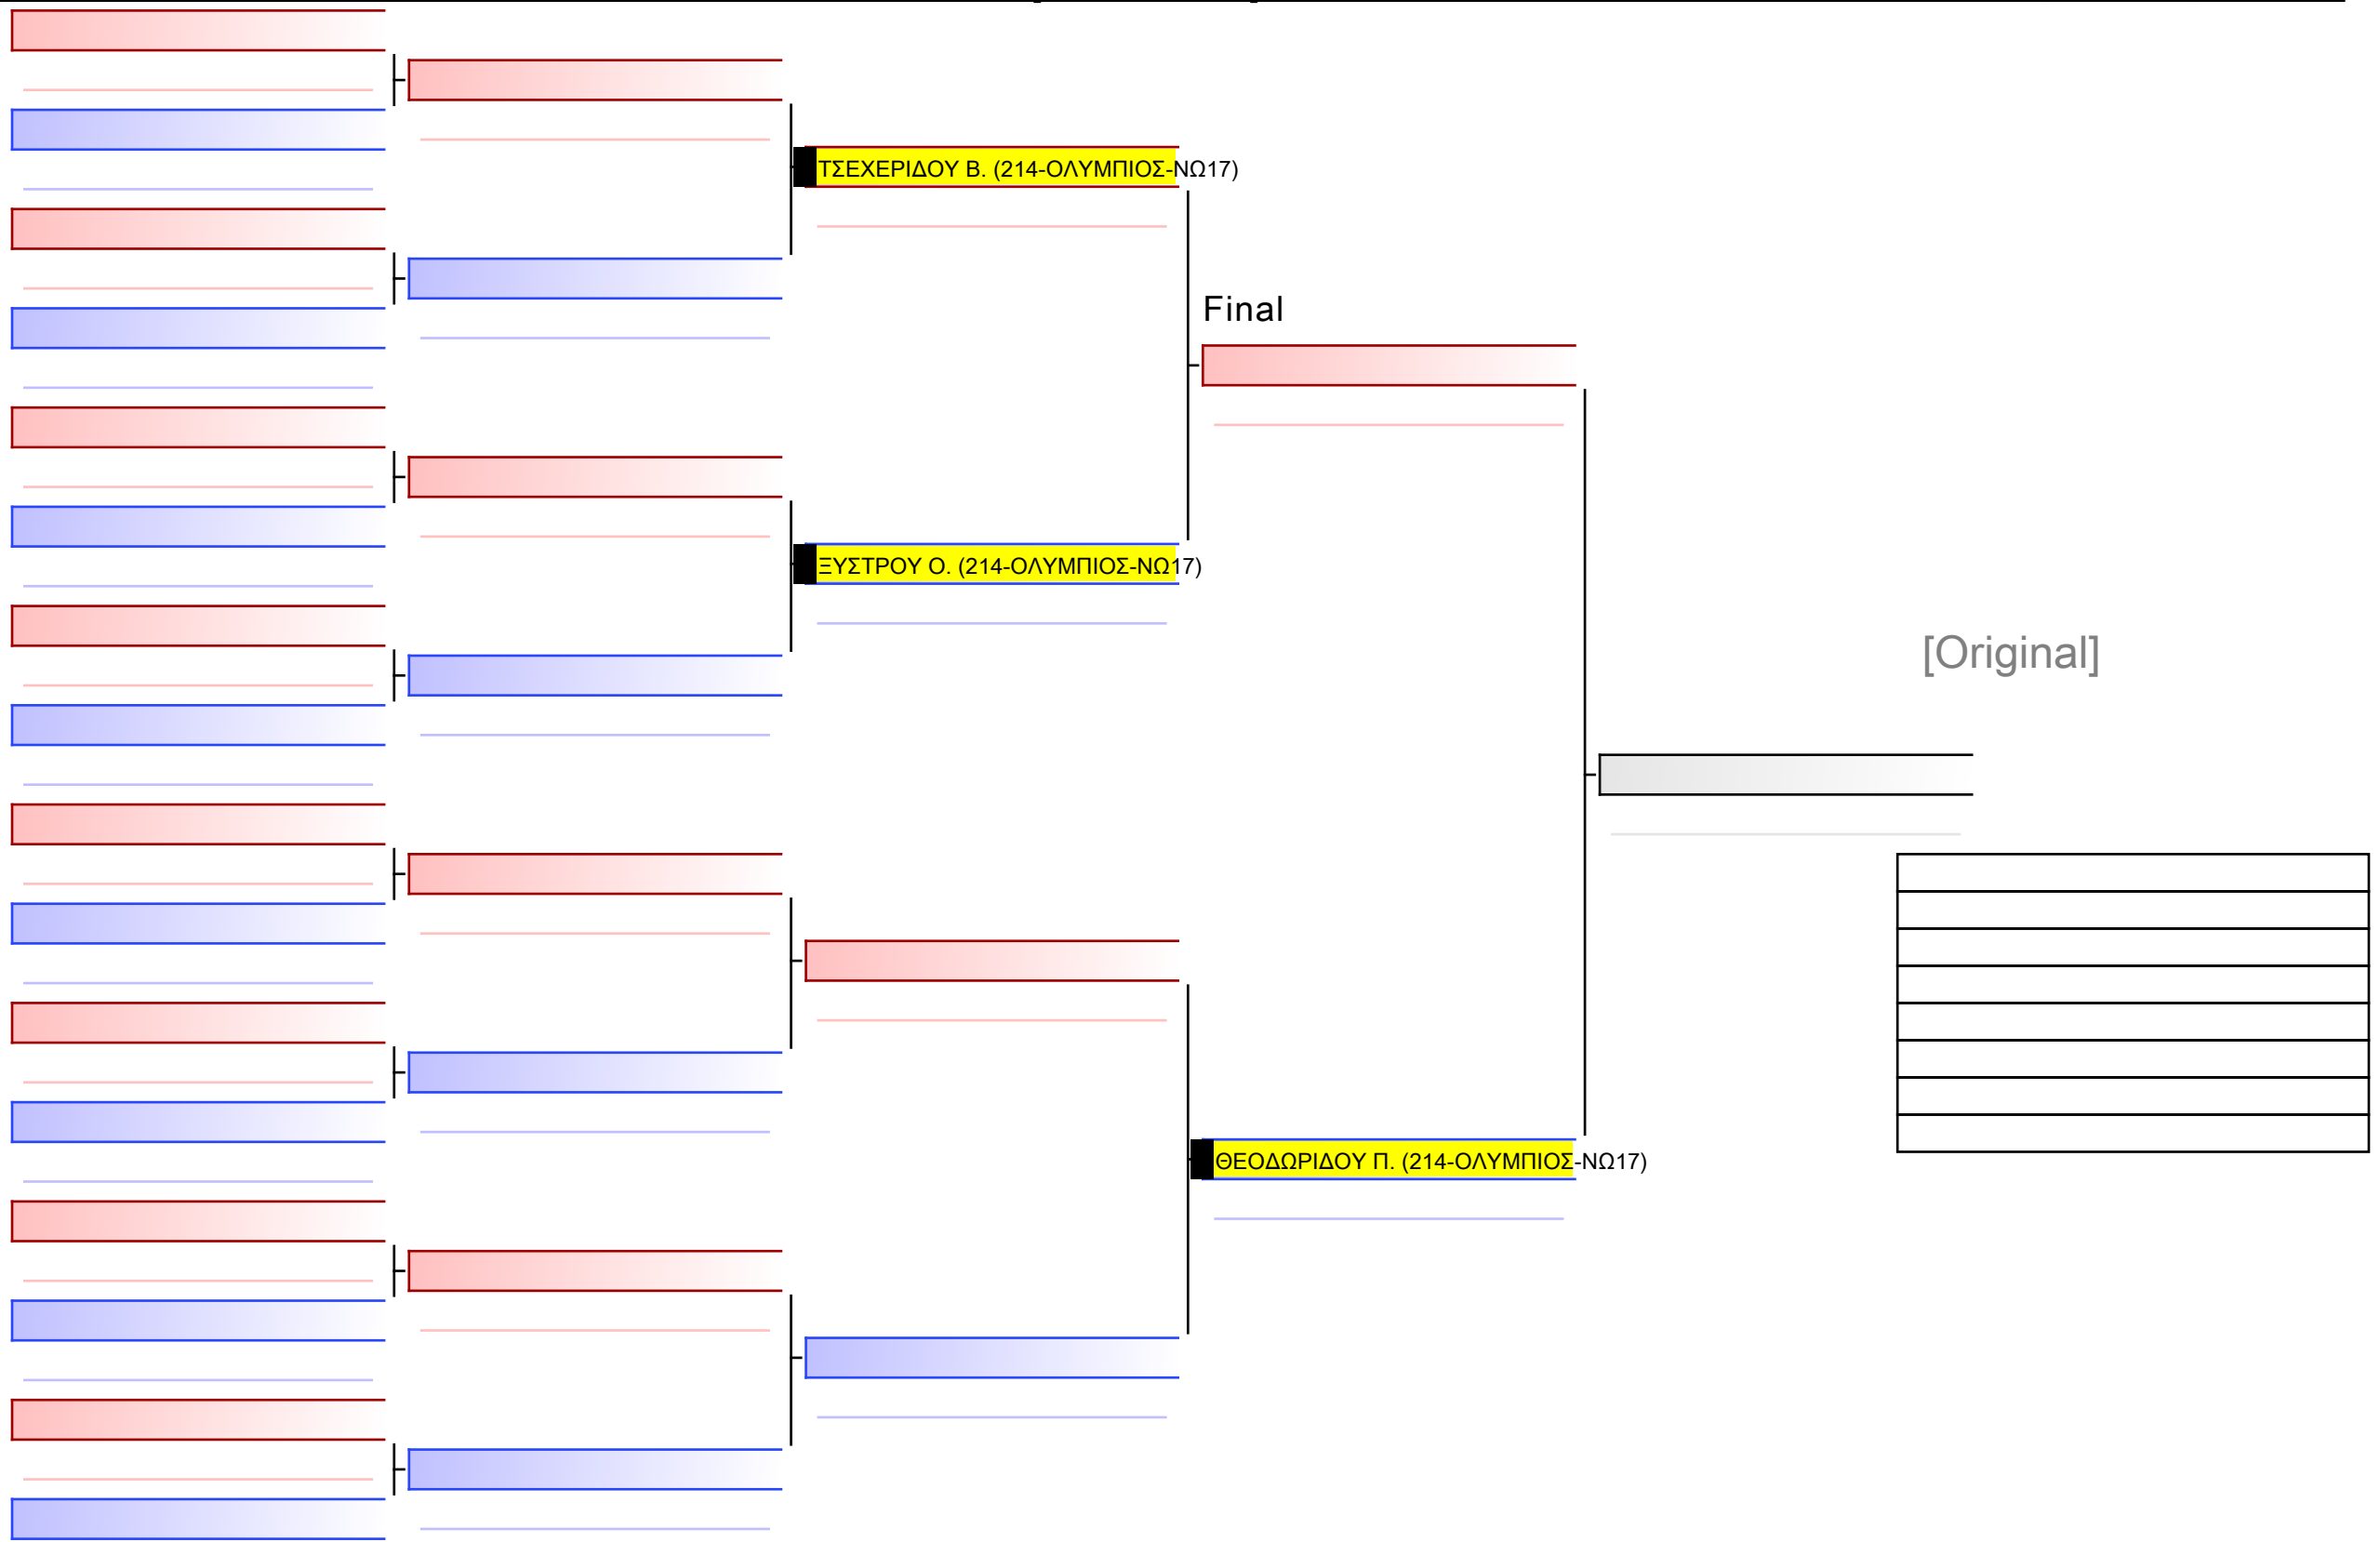 ΤΣΕΧΕΡΙΔΟΥ Β. (214-ΟΛΥΜΠΙΟΣ-ΝΩ17)
Final
ΞΥΣΤΡΟΥ Ο. (214-ΟΛΥΜΠΙΟΣ-ΝΩ17)
[Original]
ΘΕΟΔΩΡΙΔΟΥ Π. (214-ΟΛΥΜΠΙΟΣ-ΝΩ17)